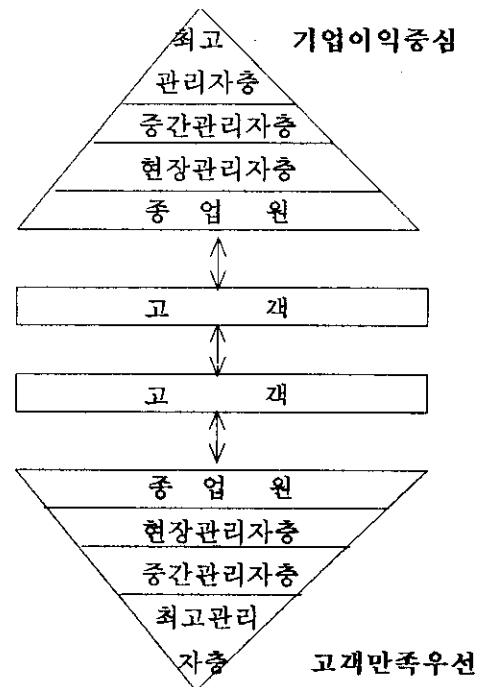 최고 기업이익중심
관리자층
중간관리자층
현장관리자층
종 업 원
고 객
고 객
종 업 원
현장관리자층
중간관리자층
최고관리
자층 고객만족우선